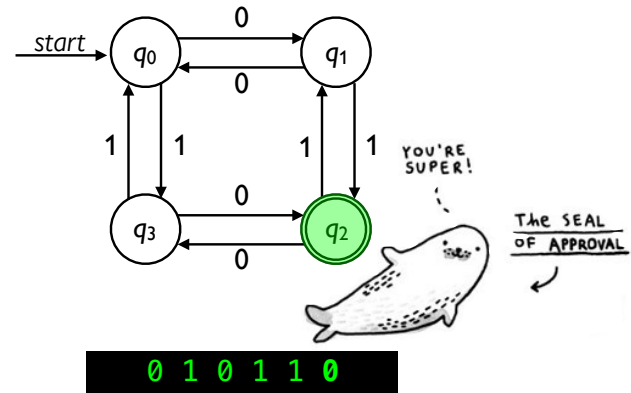 0
start
q0
q1
0
1
1
1
1
YOU'RE
SUPER!
The SEAL
OF APPROVAL
0
q3
q2
0
0 1 0 1 1 0